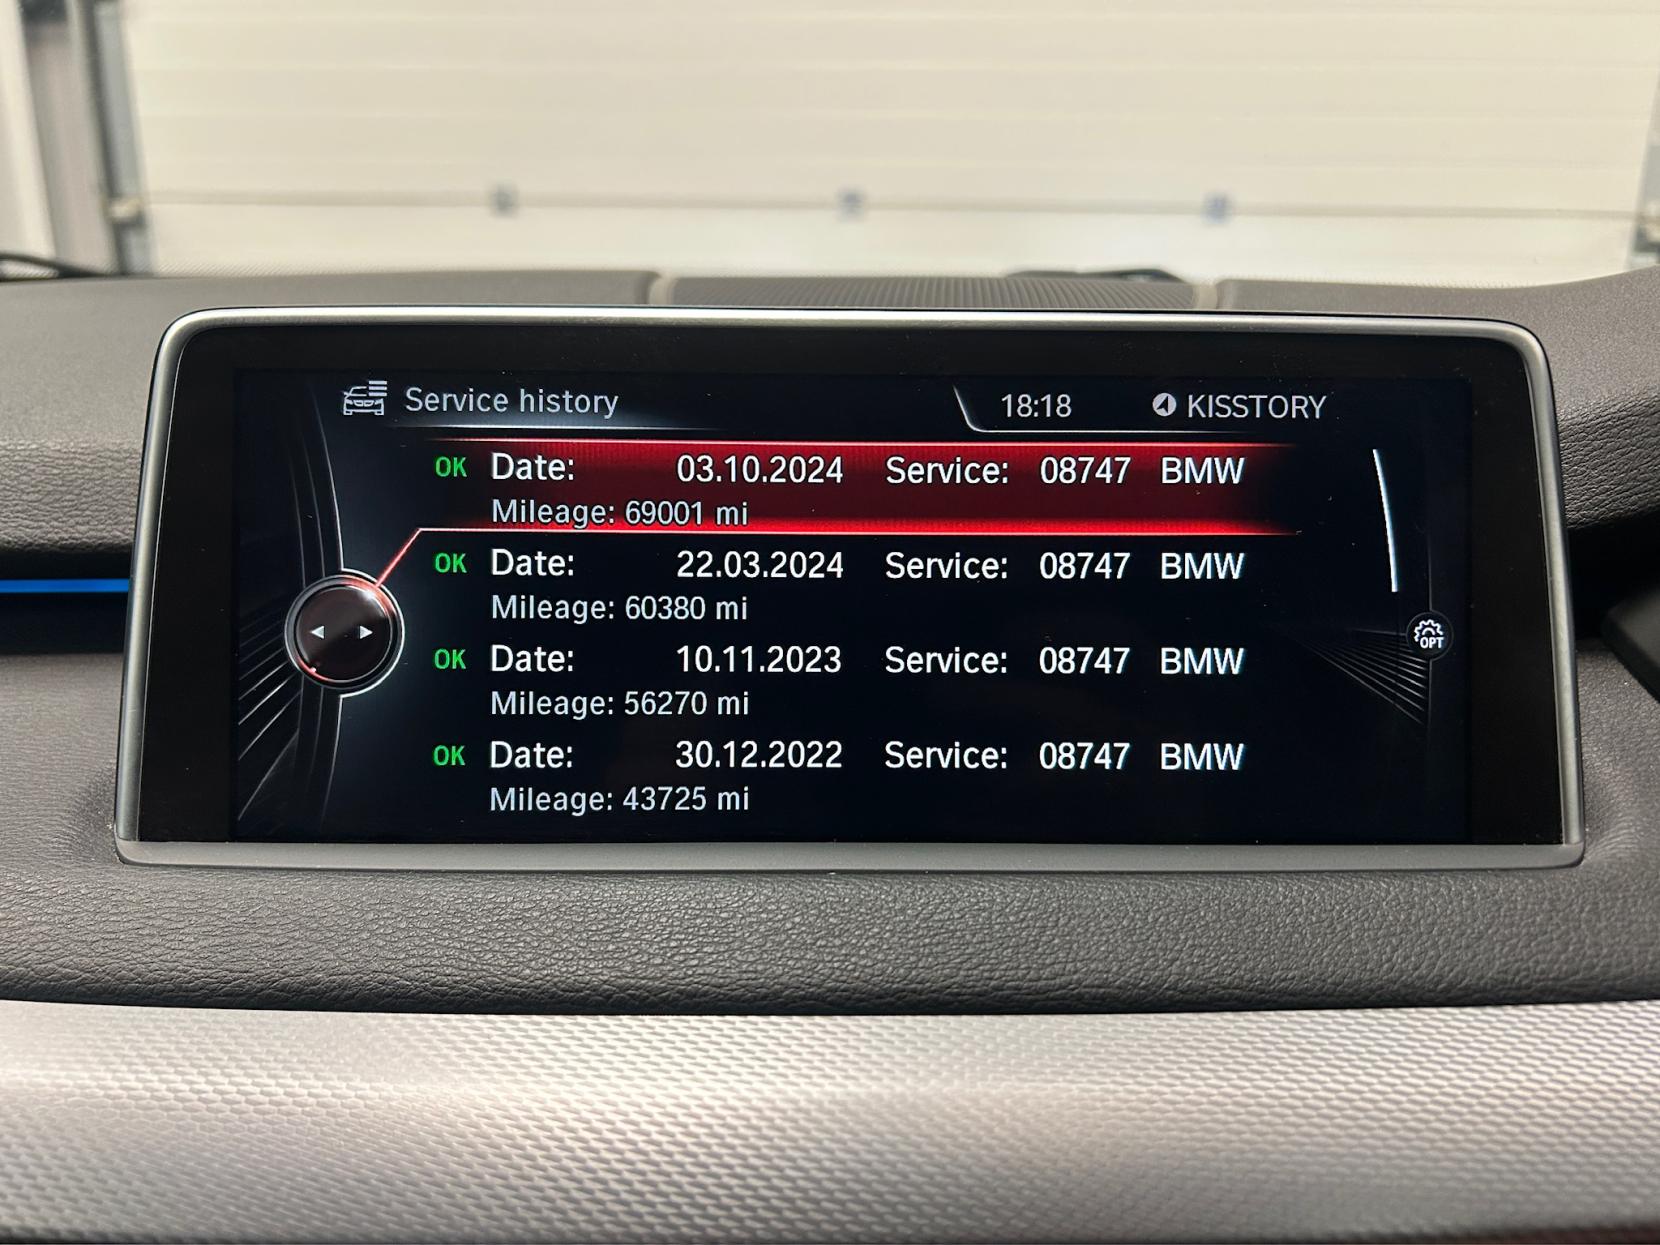 Service history 18:18 KISSTORY
OK Date: 03.10.2024 Service: 08747 BMW
Mileage: 69001 mi
OK Date: 22.03.2024 Service: 08747 BMW
Mileage: 60380 mi
OK Date: 10.11.2023 Service: 08747 BMW
Mileage: 56270 mi
OPT
OK Date: 30.12.2022 Service: 08747 BMW
Mileage: 43725 mi